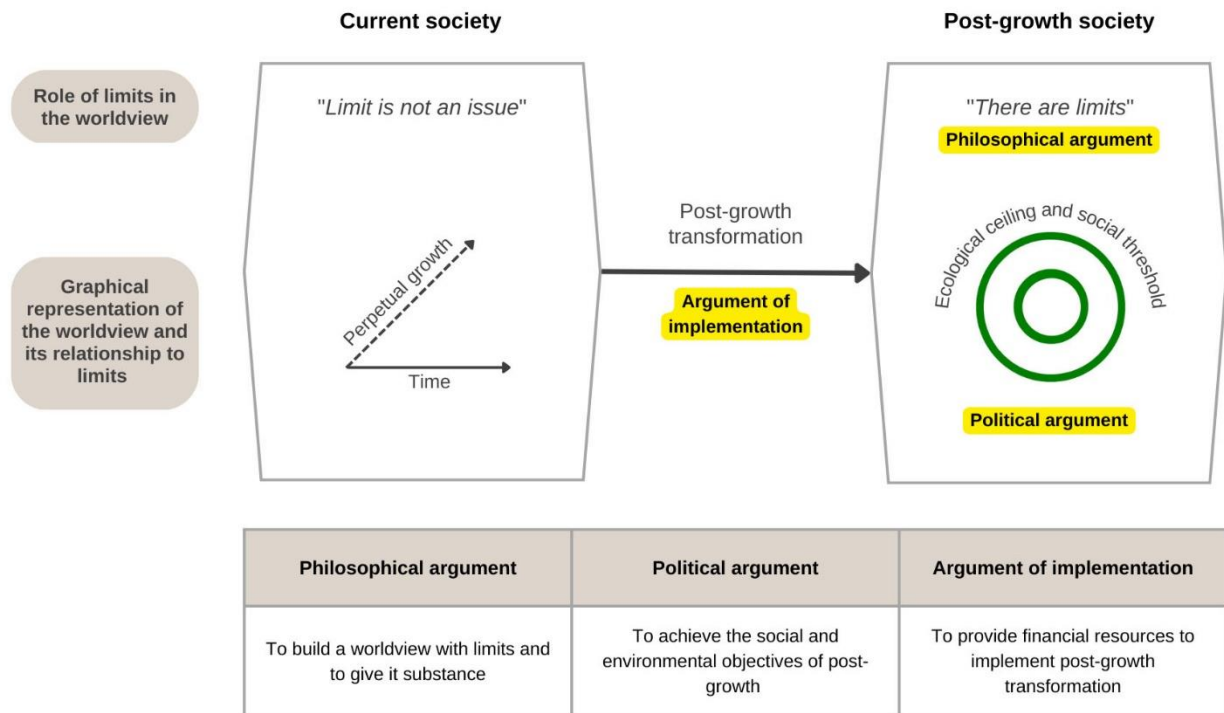 Current society
Post-growth society
Role of limits in
the worldview
"Limit is not an issue"
"There are limits"
Philosophical argument
Graphical
representation of
the worldview and
its relationship to
limits
Perpetual growth
Time
Post-growth
transformation
Argument of
implementation
Ecological ceiling and social threshold
Political argument
Philosophical argument
Political argument
Argument of implementation
To build a worldview with limits and
to give it substance
To achieve the social and
environmental objectives of post-
growth
To provide financial resources to
implement post-growth
transformation